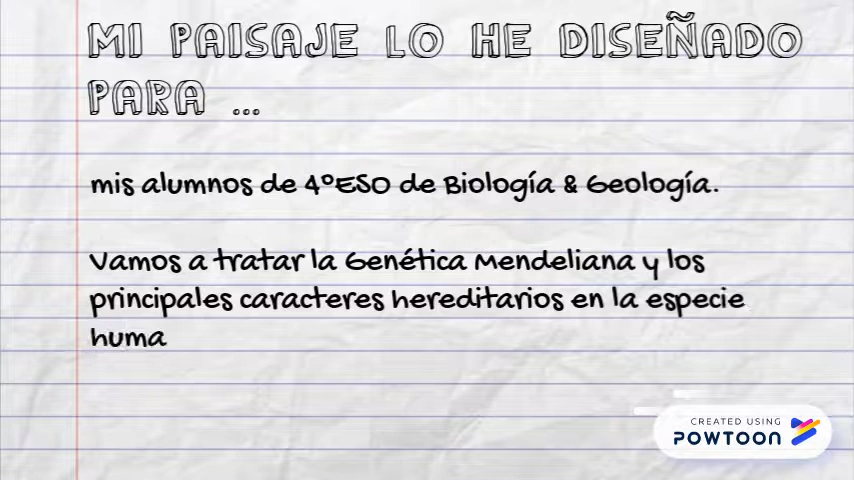 MI PAISAJE LO HE DISEÑADO
PARA ...
mis alumnos de 4ºESO de Biología & Geología.
Vamos a tratar la Genética Mendeliana y los
principales caracteres hereditarios en la especie
huma
CREATED USING
POWTOON